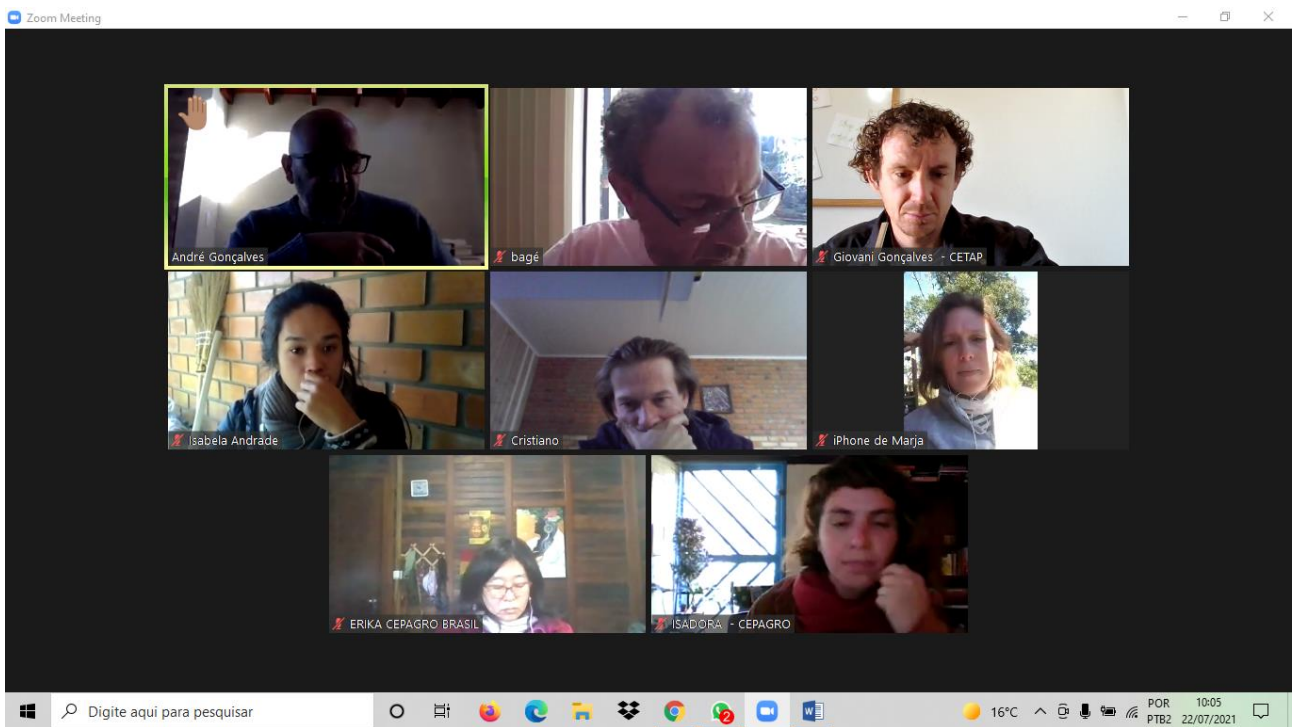 Zoom Meeting
André Gonçalves
bagé
Giovani Gonçalves - CETAP
Isabela Andrade
Cristiano
iPhone de Marja
ERIKA CEPAGRO BRASIL
ISADORA - CEPAGRO
Digite aqui para pesquisar
2
16°C
POR
PTB2
10:05
22/07/2021